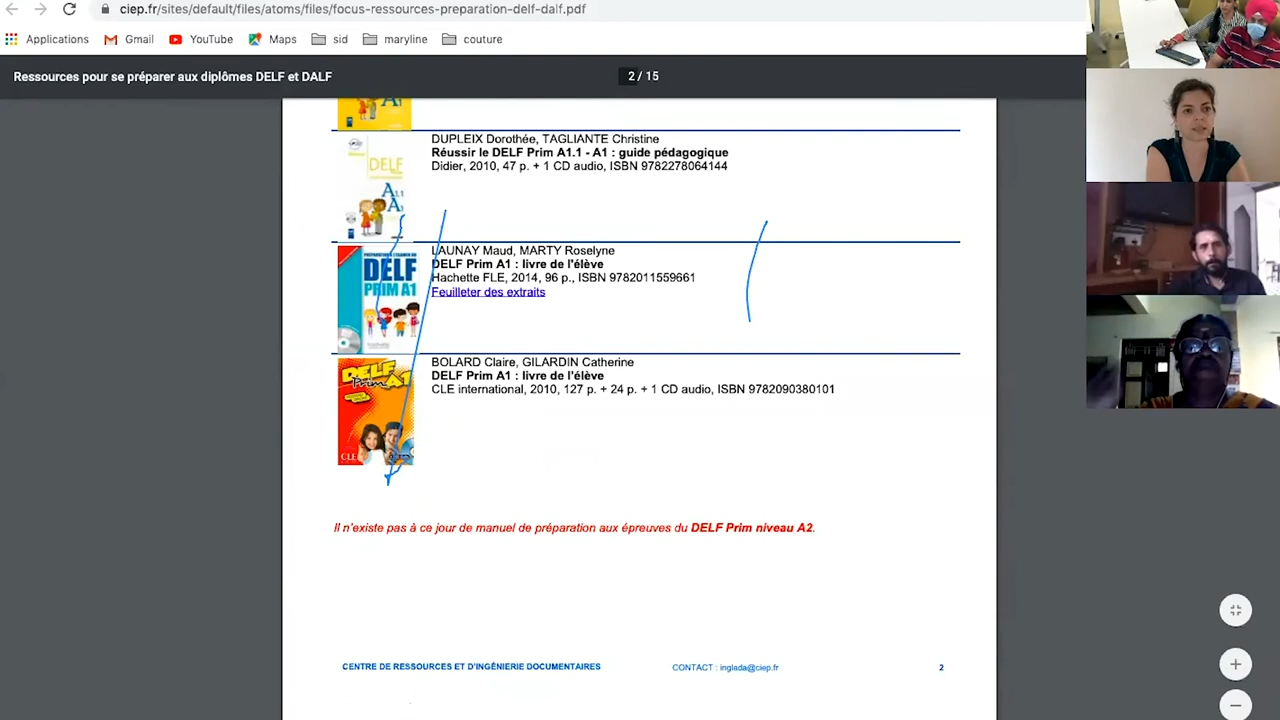 ciep.fr/sites/default/files/atoms/files/focus-ressources-preparation-delf-dalf.pdf
Applications Gmail YouTube Maps sid maryline couture
Ressources pour se préparer aux diplômes DELF et DALF
2 / 15
A1
DUPLEIX Dorothée, TAGLIANTE Christine
Réussir le DELF Prim A1.1 - A1 : guide pédagogique
Didier, 2010, 47 p. + 1 CD audio, ISBN 9782278064144
DELF
A1.1
A1
LAUNAY Maud, MARTY Roselyne
DELF Prim A1 : livre de l'élève
Hachette FLE, 2014, 96 p., ISBN 9782011559661
Feuilleter des extraits
DELF
PRIM A1
BOLARD Claire, GILARDIN Catherine
DELF Prim A1 : livre de l'élève
CLE international, 2010, 127 p. + 24 p. + 1 CD audio, ISBN 9782090380101
DELF
Prim A1
CLE
Il n'existe pas à ce jour de manuel de préparation aux épreuves du DELF Prim niveau A2.
CENTRE DE RESSOURCES ET D'INGÉNIERIE DOCUMENTAIRES
CONTACT : inglada@ciep.fr
2